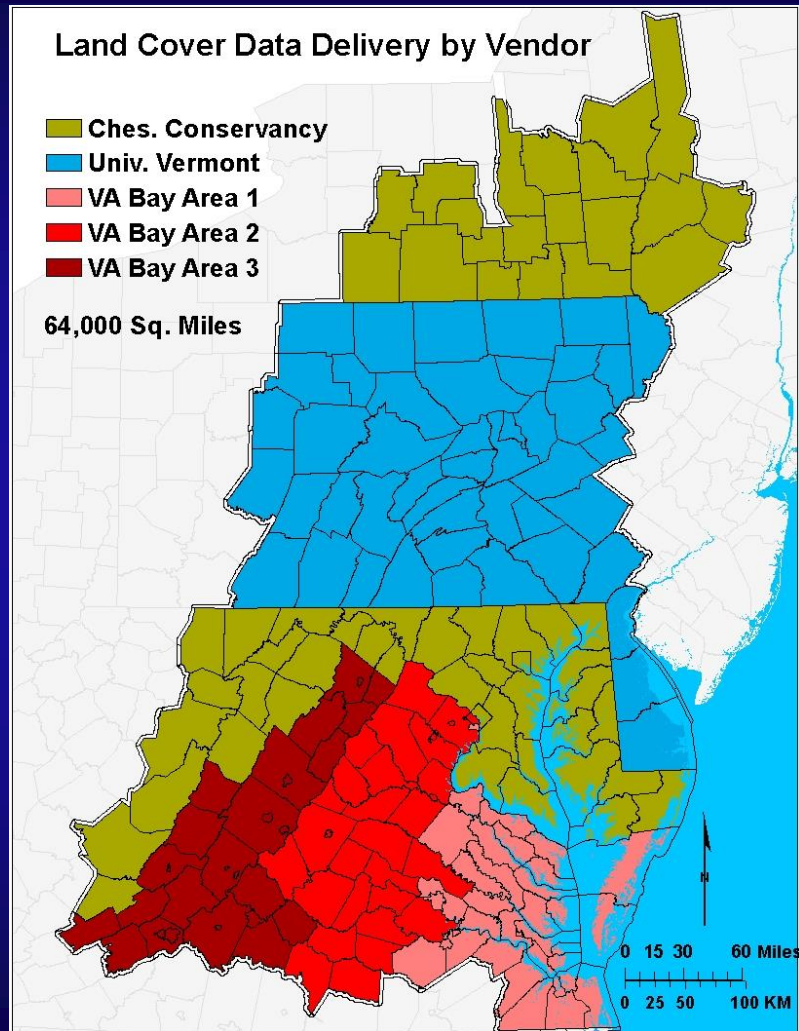 Land Cover Data Delivery by Vendor
Ches. Conservancy
Univ. Vermont
VA Bay Area 1
VA Bay Area 2
VA Bay Area 3
64,000 Sq. Miles
N
0 15 30 60 Miles
0 25 50 100 KM